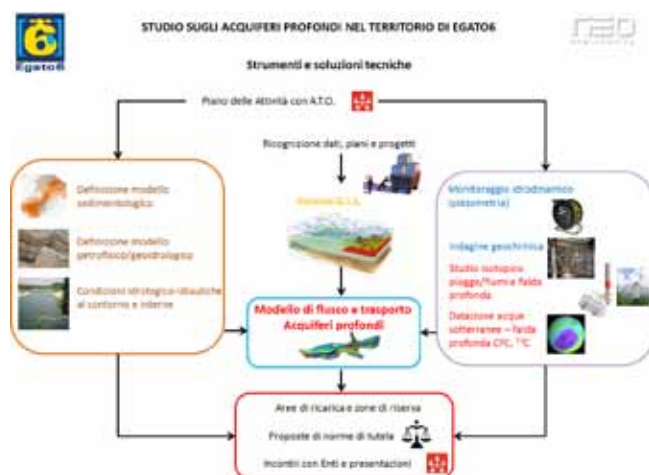 STUDIO SUGLI ACQUIFERI PROFONDI NEL TERRITORIO DI EGATO6
Egato6
Strumenti e soluzioni tecniche
Piano delle Attività con A.T.O.
Ricognizione dati, piani e progetti
Definizione modello
sedimentologico
Definizione modello
petrofisico/geoidrologico
Condizioni idrologico-idrauliche
al contorno e interne
Monitoraggio idrodinamico
(piezometria)
Indagine geochimica
Studio isotopico
piogge/fiumi e falda
profonda
Datazione acque
sotterranee – falda
profonda CFC, ¹⁴C
Modello di flusso e trasporto
Acquiferi profondi
Aree di ricarica e zone di riserva
Proposte di norme di tutela
Incontri con Enti e presentazioni